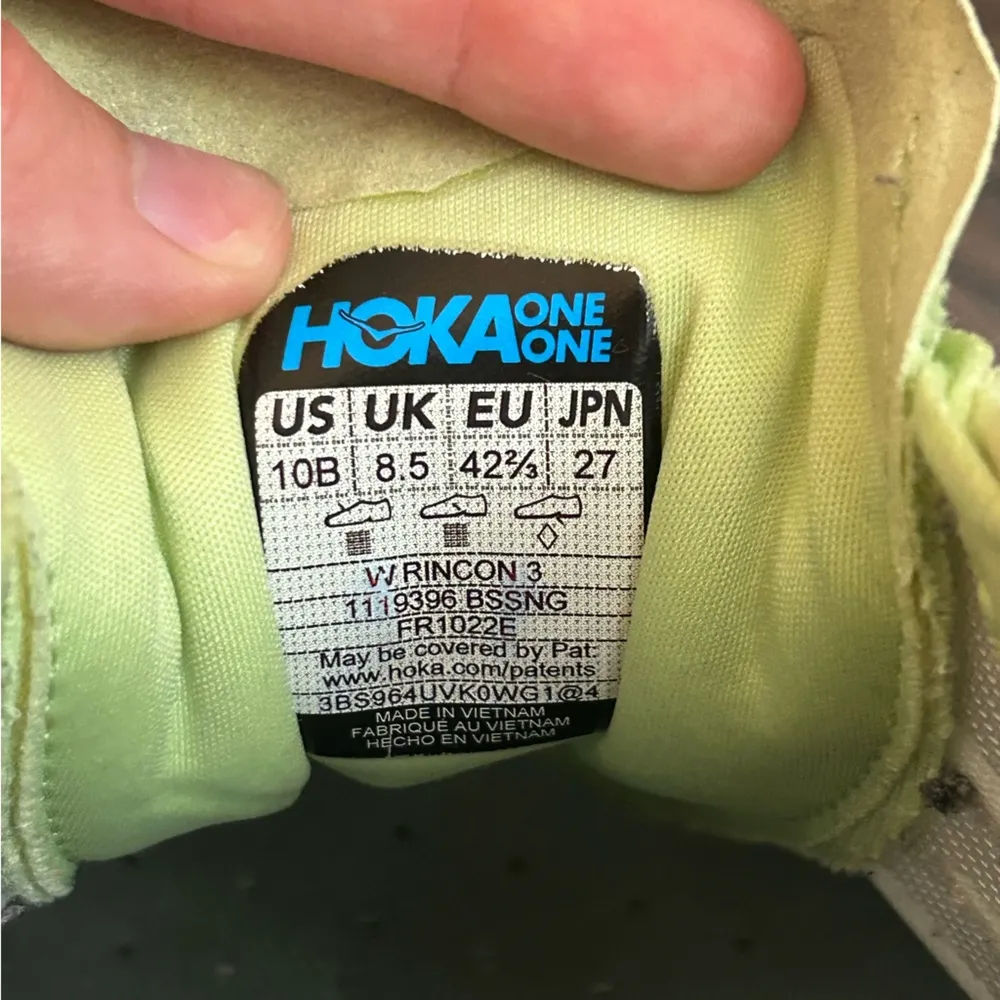 HOKA ONE ONE
US UK EU JPN
10B 8.5 42⅔ 27
W RINCON 3
1119396 BSSNG
FR1022E
May be covered by Pat:
www.hoka.com/patents
3BS964UVK0WG1@4
MADE IN VIETNAM
FABRIQUE AU VIETNAM
HECHO EN VIETNAM